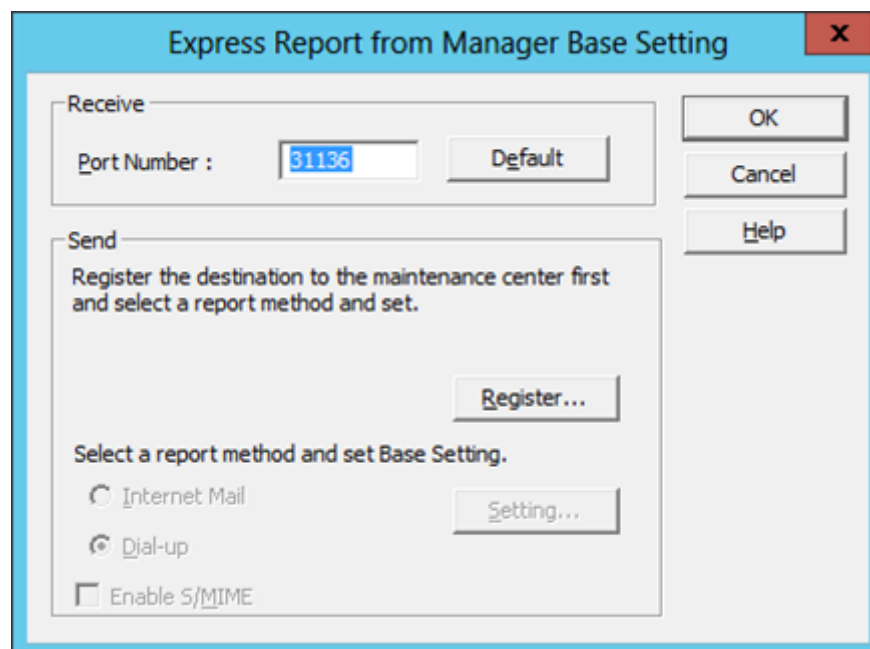 Express Report from Manager Base Setting
x
Receive
Port Number :
31136
Default
OK
Cancel
Help
Send
Register the destination to the maintenance center first
and select a report method and set.
Register...
Select a report method and set Base Setting.
Internet Mail
Setting...
Dial-up
Enable S/MIME